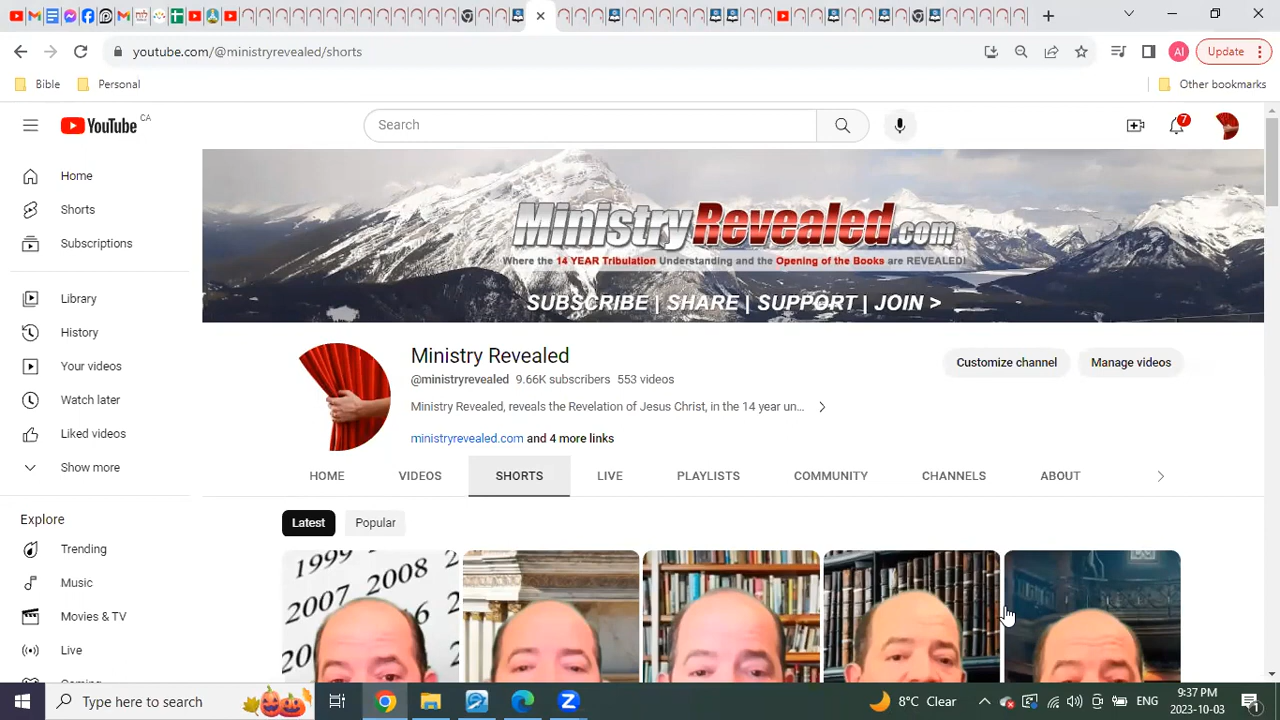 youtube.com/@ministryrevealed/shorts
AI
Update
Bible
Personal
Other bookmarks
YouTube
CA
Search
7
Home
Shorts
Subscriptions
Library
History
Your videos
Watch later
Liked videos
Show more
Explore
Trending
Music
Movies & TV
Live
MinistryRevealed.com
Where the 14 YEAR Tribulation Understanding and the Opening of the Books are REVEALED!
SUBSCRIBE | SHARE | SUPPORT | JOIN >
Ministry Revealed
@ministryrevealed 9.66K subscribers 553 videos
Ministry Revealed, reveals the Revelation of Jesus Christ, in the 14 year un...
ministryrevealed.com and 4 more links
Customize channel
Manage videos
HOME
VIDEOS
SHORTS
LIVE
PLAYLISTS
COMMUNITY
CHANNELS
ABOUT
Latest
Popular
1999
2007 2008
Type here to search
8°C Clear
ENG
9:37 PM
2023-10-03
1